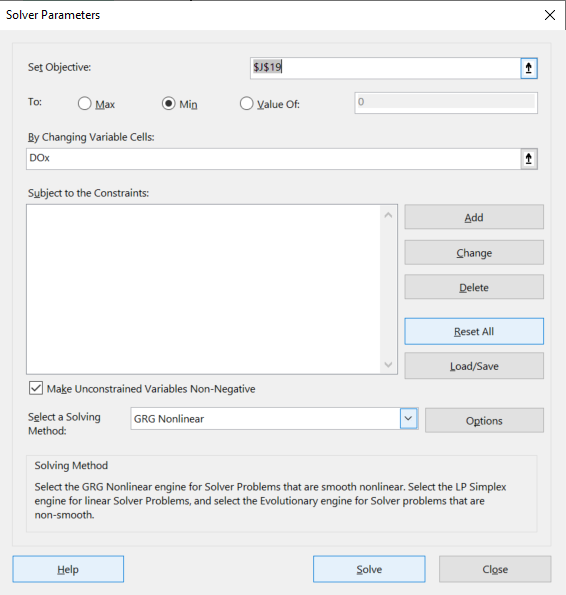 Solver Parameters
Set Objective:
$J$19
To:
Max
Min
Value Of:
0
By Changing Variable Cells:
DOx
Subject to the Constraints:
Add
Change
Delete
Reset All
Load/Save
Make Unconstrained Variables Non-Negative
Select a Solving
Method:
GRG Nonlinear
Options
Solving Method
Select the GRG Nonlinear engine for Solver Problems that are smooth nonlinear. Select the LP Simplex
engine for linear Solver Problems, and select the Evolutionary engine for Solver problems that are
non-smooth.
Help
Solve
Close